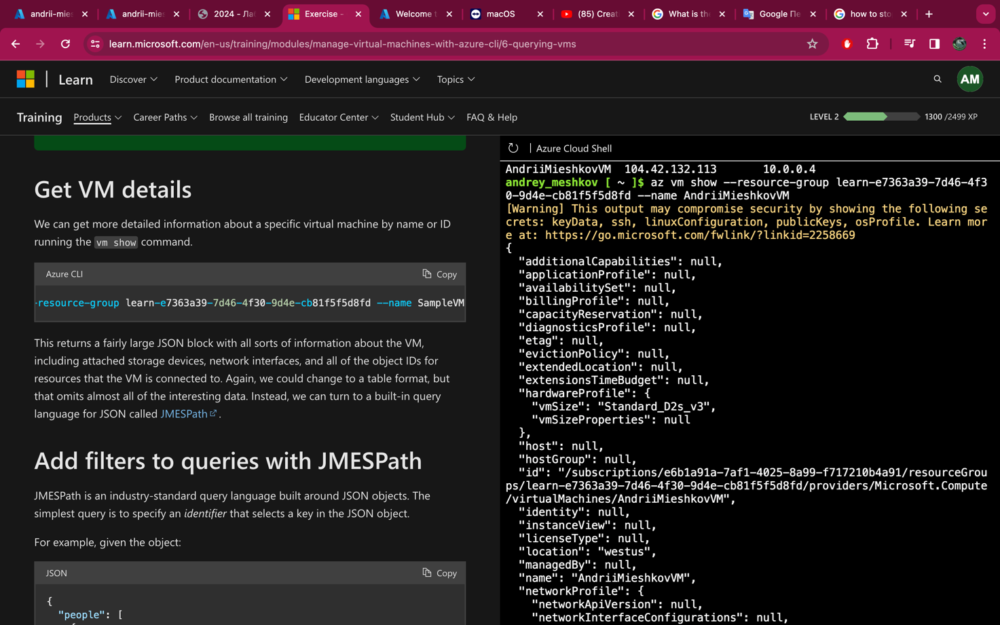 andrii-mies
andrii-mies
2024 - Лаб
Exercise -
Welcome t
macOS
(85) Creati
What is the
Google Пе
how to sto
learn.microsoft.com/en-us/training/modules/manage-virtual-machines-with-azure-cli/6-querying-vms
Learn
Discover
Product documentation
Development languages
Topics
AM
Training
Products
Career Paths
Browse all training
Educator Center
Student Hub
FAQ & Help
LEVEL 2
1300 /2499 XP
Get VM details
We can get more detailed information about a specific virtual machine by name or ID
running the vm show command.
Azure CLI
Copy
-resource-group learn-e7363a39-7d46-4f30-9d4e-cb81f5f5d8fd --name SampleVM
This returns a fairly large JSON block with all sorts of information about the VM,
including attached storage devices, network interfaces, and all of the object IDs for
resources that the VM is connected to. Again, we could change to a table format, but
that omits almost all of the interesting data. Instead, we can turn to a built-in query
language for JSON called JMESPath.
Add filters to queries with JMESPath
JMESPath is an industry-standard query language built around JSON objects. The
simplest query is to specify an identifier that selects a key in the JSON object.
For example, given the object:
JSON
Copy
{
"people": [
Azure Cloud Shell
AndriiMieshkovVM 104.42.132.113 10.0.0.4
andrey_meshkov [ ~ ]$ az vm show --resource-group learn-e7363a39-7d46-4f3
0-9d4e-cb81f5f5d8fd --name AndriiMieshkovVM
[Warning] This output may compromise security by showing the following se
crets: keyData, ssh, linuxConfiguration, publicKeys, osProfile. Learn mor
e at: https://go.microsoft.com/fwlink/?linkid=2258669
{
"additionalCapabilities": null,
"applicationProfile": null,
"availabilitySet": null,
"billingProfile": null,
"capacityReservation": null,
"diagnosticsProfile": null,
"etag": null,
"evictionPolicy": null,
"extendedLocation": null,
"extensionsTimeBudget": null,
"hardwareProfile": {
"vmSize": "Standard_D2s_v3",
"vmSizeProperties": null
},
"host": null,
"hostGroup": null,
"id": "/subscriptions/e6b1a91a-7af1-4025-8a99-f717210b4a91/resourceGrou
ps/learn-e7363a39-7d46-4f30-9d4e-cb81f5f5d8fd/providers/Microsoft.Compute
/virtualMachines/AndriiMieshkovVM",
"identity": null,
"instanceView": null,
"licenseType": null,
"location": "westus",
"managedBy": null,
"name": "AndriiMieshkovVM",
"networkProfile": {
"networkApiVersion": null,
"networkInterfaceConfigurations": null,